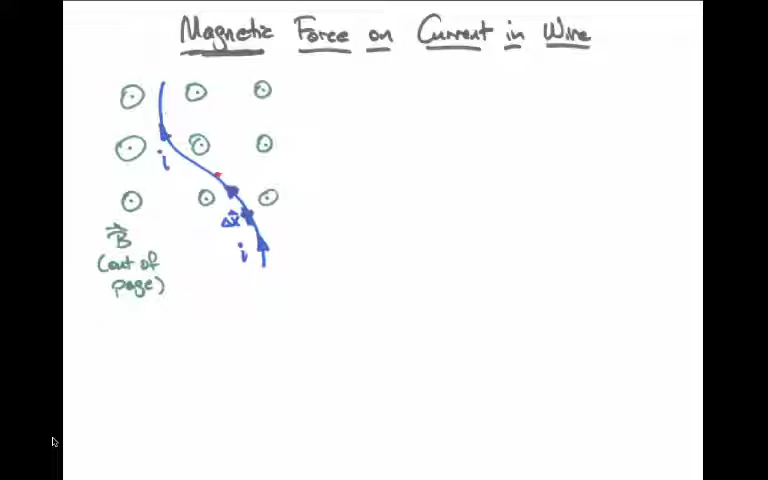 Magnetic Force on Current in Wire
i
Δx⃗
i
B⃗
(out of
page)